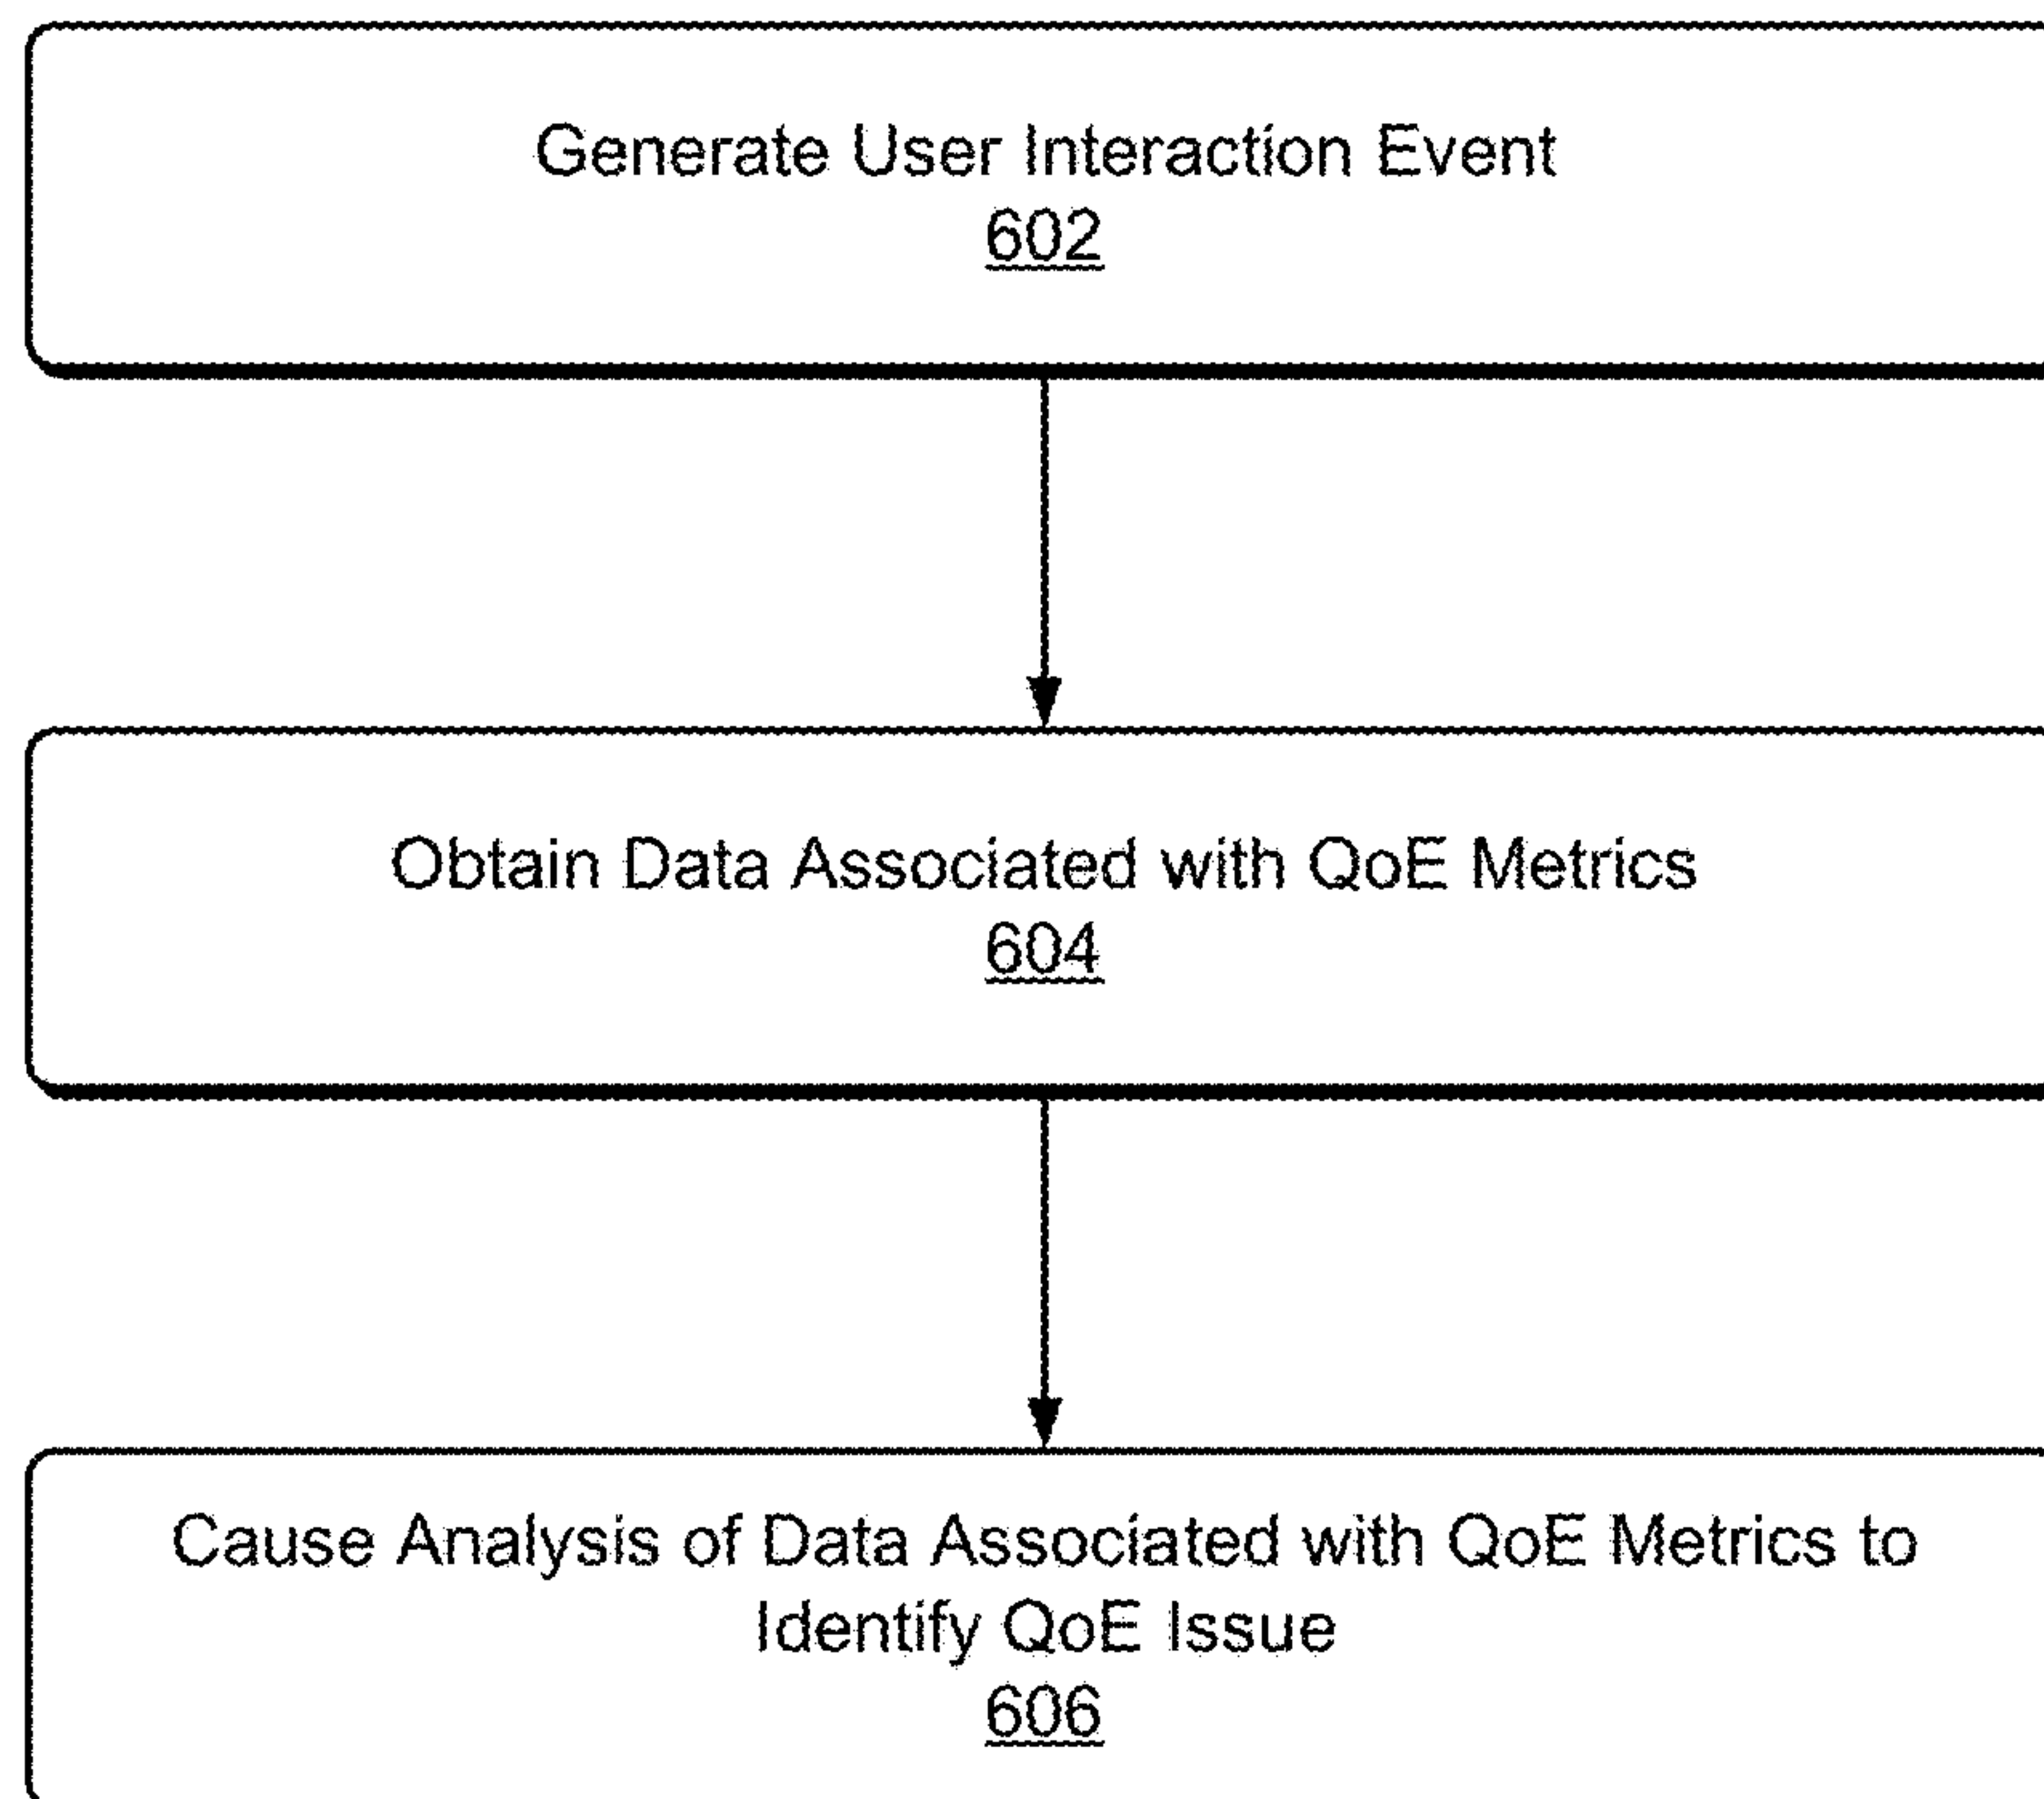 Generate User Interaction Event
602
Obtain Data Associated with QoE Metrics
604
Cause Analysis of Data Associated with QoE Metrics to
Identify QoE Issue
606